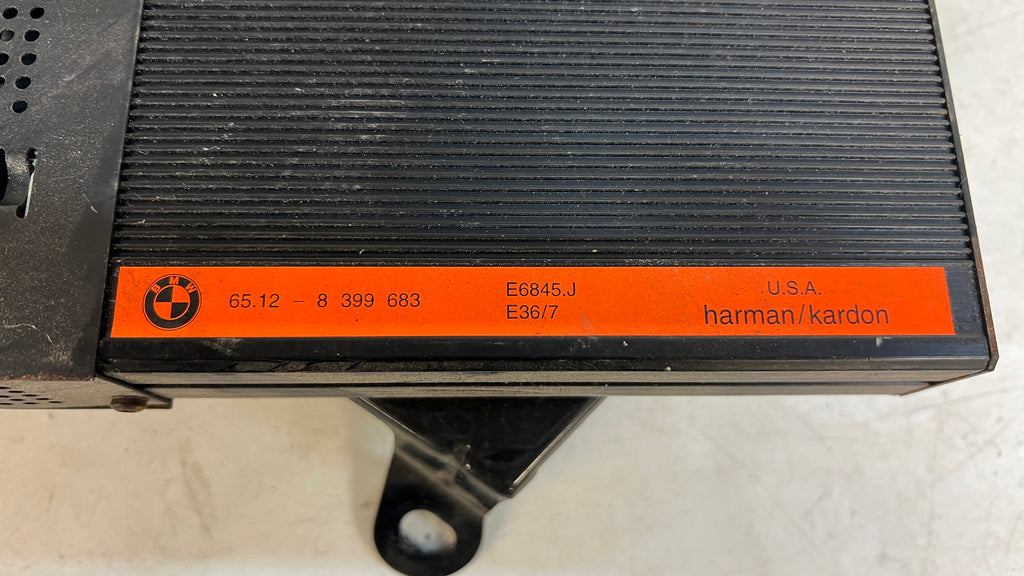 BMW
65.12 – 8 399 683
E6845.J
E36/7
U.S.A.
harman/kardon